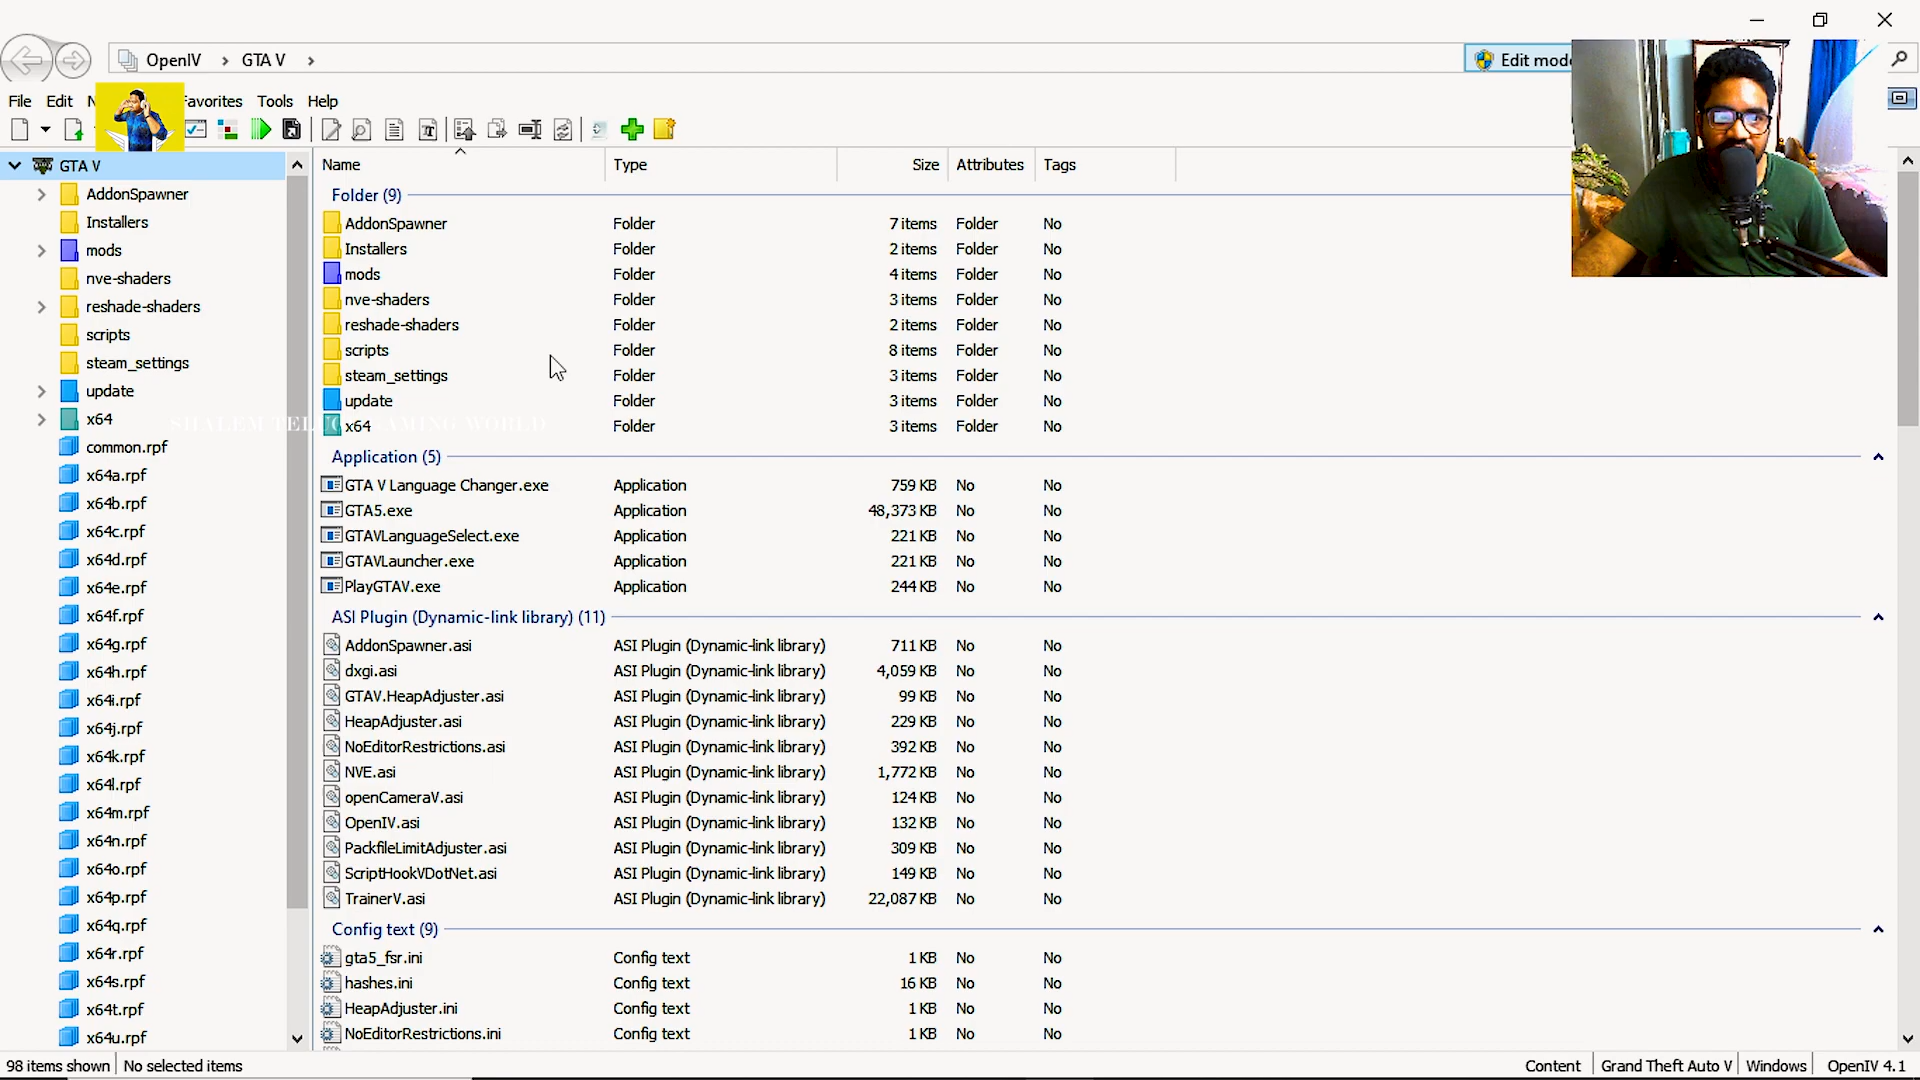 OpenIV > GTA V >
Edit mode
File Edit Favorites Tools Help
GTA V
AddonSpawner
Installers
mods
nve-shaders
reshade-shaders
scripts
steam_settings
update
x64
common.rpf
x64a.rpf
x64b.rpf
x64c.rpf
x64d.rpf
x64e.rpf
x64f.rpf
x64g.rpf
x64h.rpf
x64i.rpf
x64j.rpf
x64k.rpf
x64l.rpf
x64m.rpf
x64n.rpf
x64o.rpf
x64p.rpf
x64q.rpf
x64r.rpf
x64s.rpf
x64t.rpf
x64u.rpf
Name Type Size Attributes Tags
Folder (9)
AddonSpawner Folder 7 items Folder No
Installers Folder 2 items Folder No
mods Folder 4 items Folder No
nve-shaders Folder 3 items Folder No
reshade-shaders Folder 2 items Folder No
scripts Folder 8 items Folder No
steam_settings Folder 3 items Folder No
update Folder 3 items Folder No
x64 Folder 3 items Folder No
SHALEM TELUGU GAMING WORLD
Application (5)
GTA V Language Changer.exe Application 759 KB No No
GTA5.exe Application 48,373 KB No No
GTAVLanguageSelect.exe Application 221 KB No No
GTAVLauncher.exe Application 221 KB No No
PlayGTAV.exe Application 244 KB No No
ASI Plugin (Dynamic-link library) (11)
AddonSpawner.asi ASI Plugin (Dynamic-link library) 711 KB No No
dxgi.asi ASI Plugin (Dynamic-link library) 4,059 KB No No
GTAV.HeapAdjuster.asi ASI Plugin (Dynamic-link library) 99 KB No No
HeapAdjuster.asi ASI Plugin (Dynamic-link library) 229 KB No No
NoEditorRestrictions.asi ASI Plugin (Dynamic-link library) 392 KB No No
NVE.asi ASI Plugin (Dynamic-link library) 1,772 KB No No
openCameraV.asi ASI Plugin (Dynamic-link library) 124 KB No No
OpenIV.asi ASI Plugin (Dynamic-link library) 132 KB No No
PackfileLimitAdjuster.asi ASI Plugin (Dynamic-link library) 309 KB No No
ScriptHookVDotNet.asi ASI Plugin (Dynamic-link library) 149 KB No No
TrainerV.asi ASI Plugin (Dynamic-link library) 22,087 KB No No
Config text (9)
gta5_fsr.ini Config text 1 KB No No
hashes.ini Config text 16 KB No No
HeapAdjuster.ini Config text 1 KB No No
NoEditorRestrictions.ini Config text 1 KB No No
98 items shown No selected items Content Grand Theft Auto V Windows OpenIV 4.1